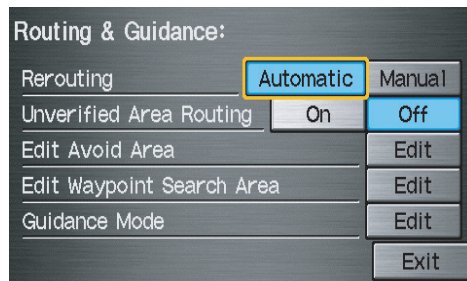 Routing & Guidance:
Rerouting Automatic Manual
Unverified Area Routing On Off
Edit Avoid Area Edit
Edit Waypoint Search Area Edit
Guidance Mode Edit
Exit